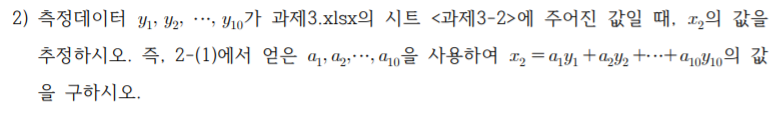 2) 측정데이터 y₁, y₂, ⋯, y₁₀가 과제3.xlsx의 시트 <과제3-2>에 주어진 값일 때, x₂의 값을
추정하시오. 즉, 2-(1)에서 얻은 a₁, a₂,⋯, a₁₀을 사용하여 x₂ = a₁y₁ + a₂y₂ + ⋯ + a₁₀y₁₀의 값
을 구하시오.